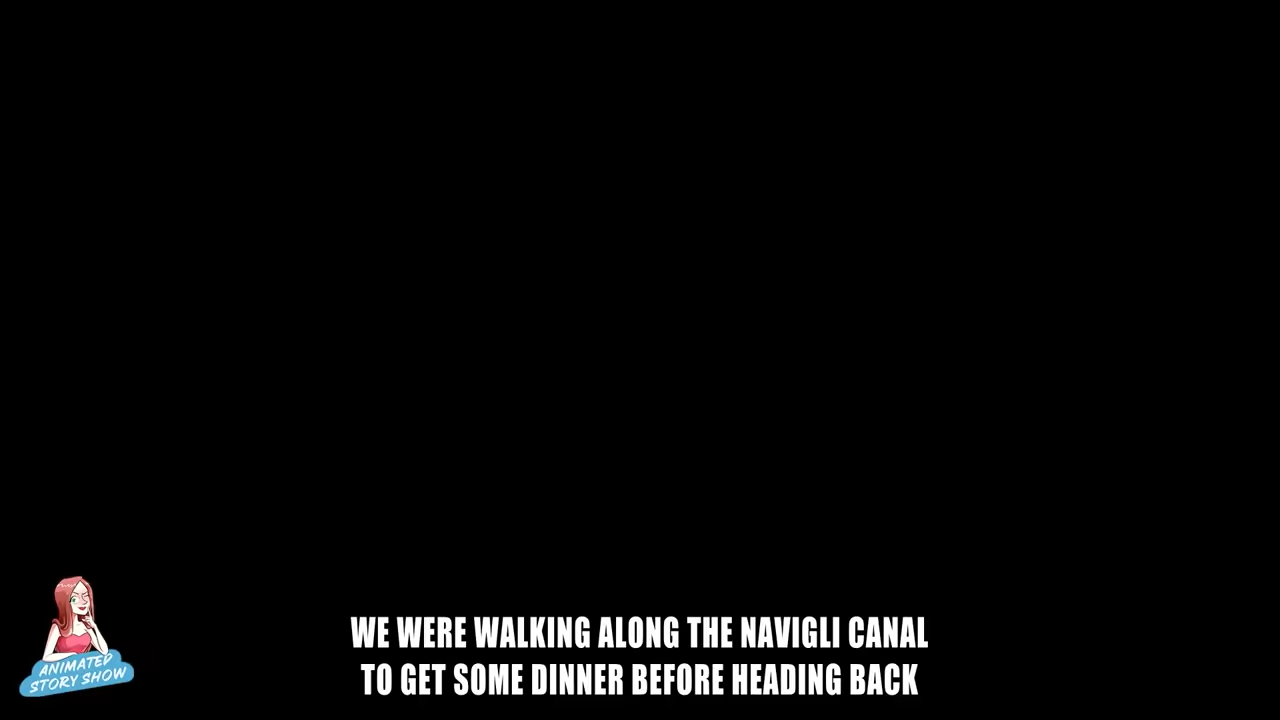 WE WERE WALKING ALONG THE NAVIGLI CANAL
TO GET SOME DINNER BEFORE HEADING BACK
ANIMATED
STORY SHOW